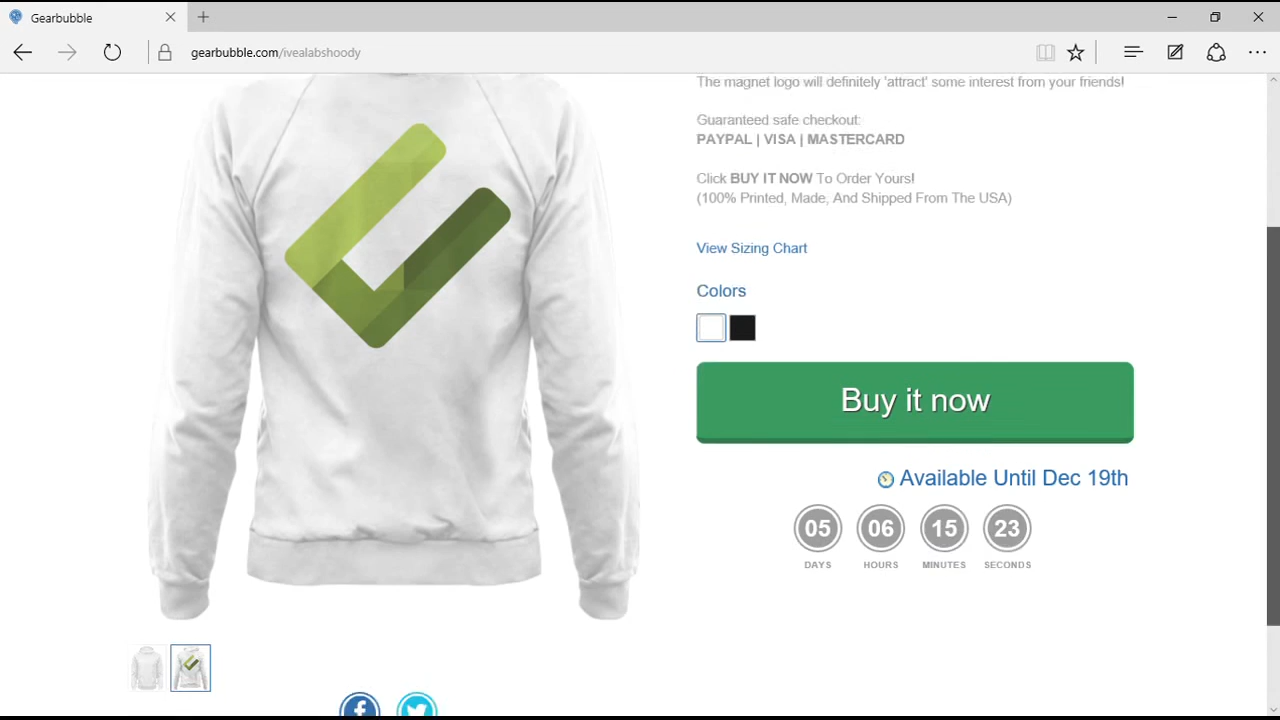 Gearbubble
gearbubble.com/ivealabshoody
The magnet logo will definitely 'attract' some interest from your friends!
Guaranteed safe checkout:
PAYPAL | VISA | MASTERCARD
Click BUY IT NOW To Order Yours!
(100% Printed, Made, And Shipped From The USA)
View Sizing Chart
Colors
Buy it now
Available Until Dec 19th
05 06 15 23
DAYS HOURS MINUTES SECONDS